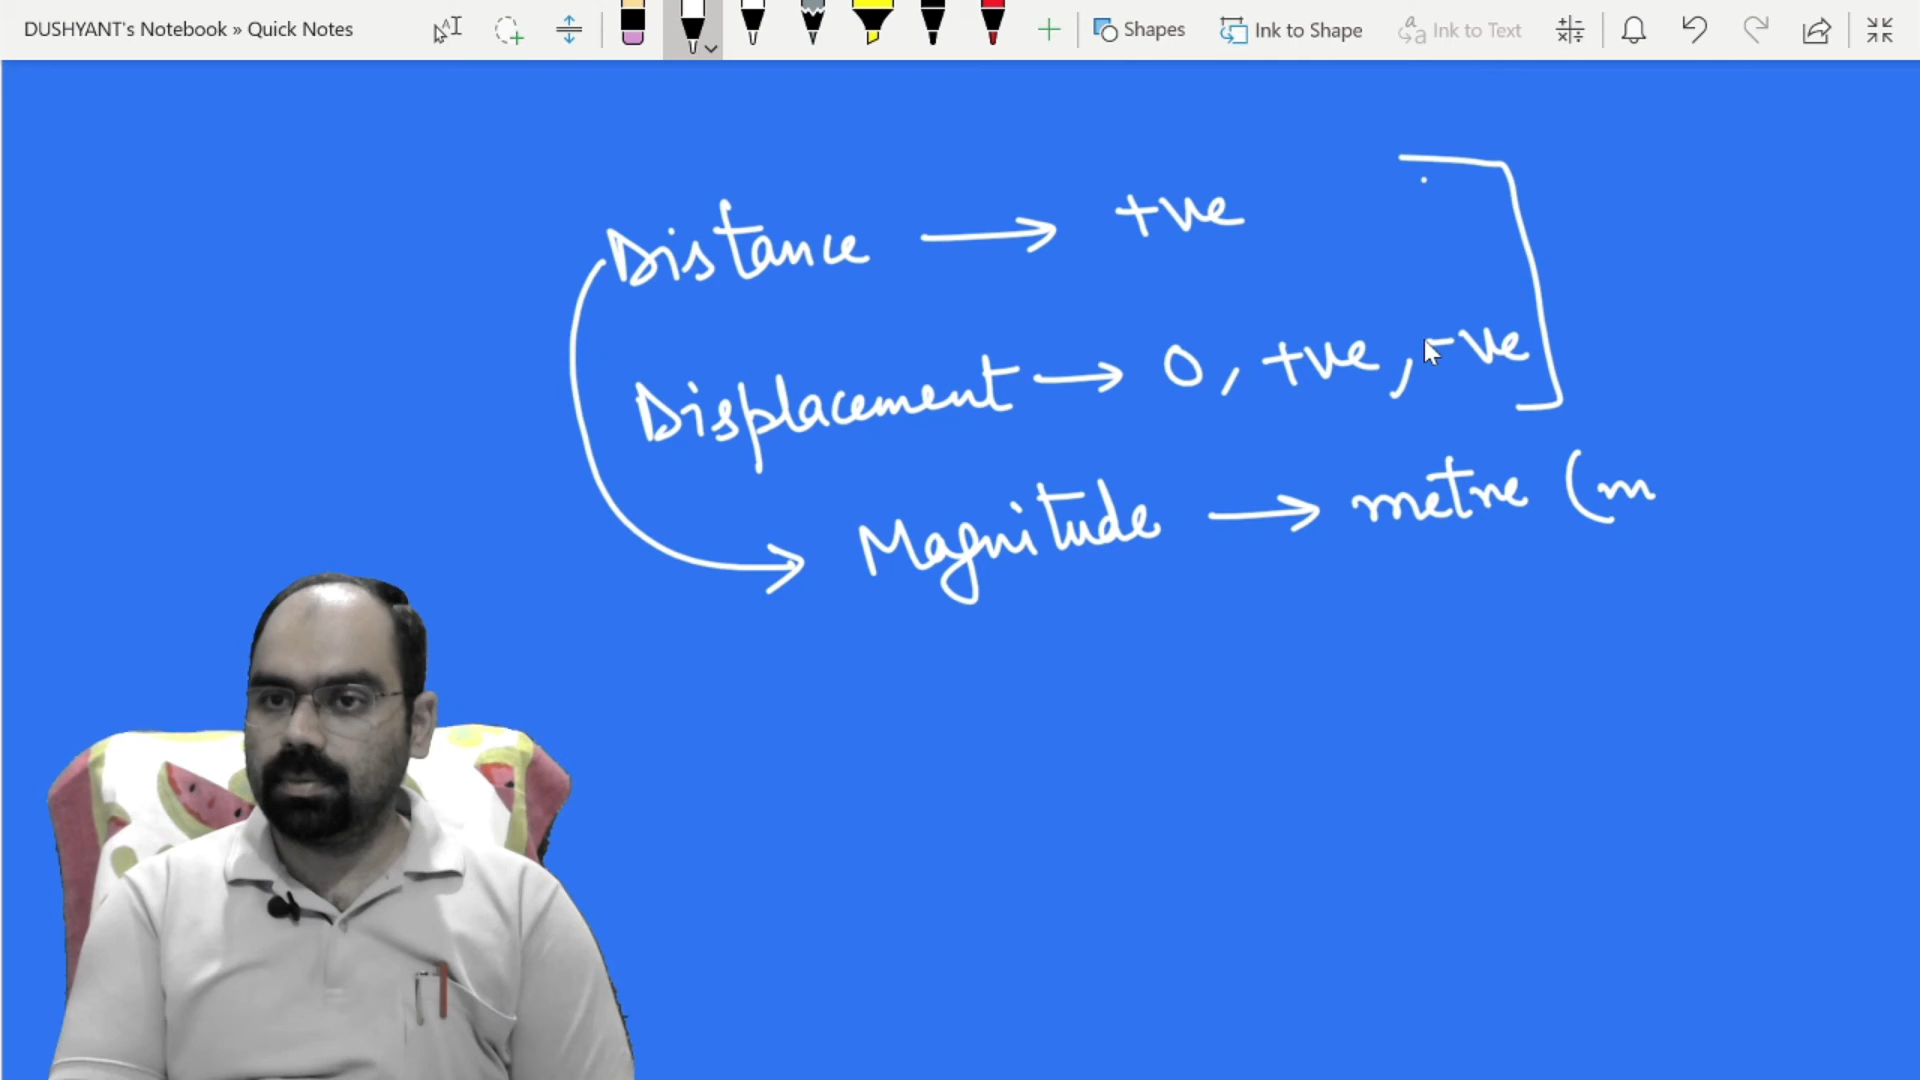 DUSHYANT's Notebook » Quick Notes
Shapes
Ink to Shape
Ink to Text
Distance → +ve
Displacement → 0, +ve, -ve
Magnitude → metre (m